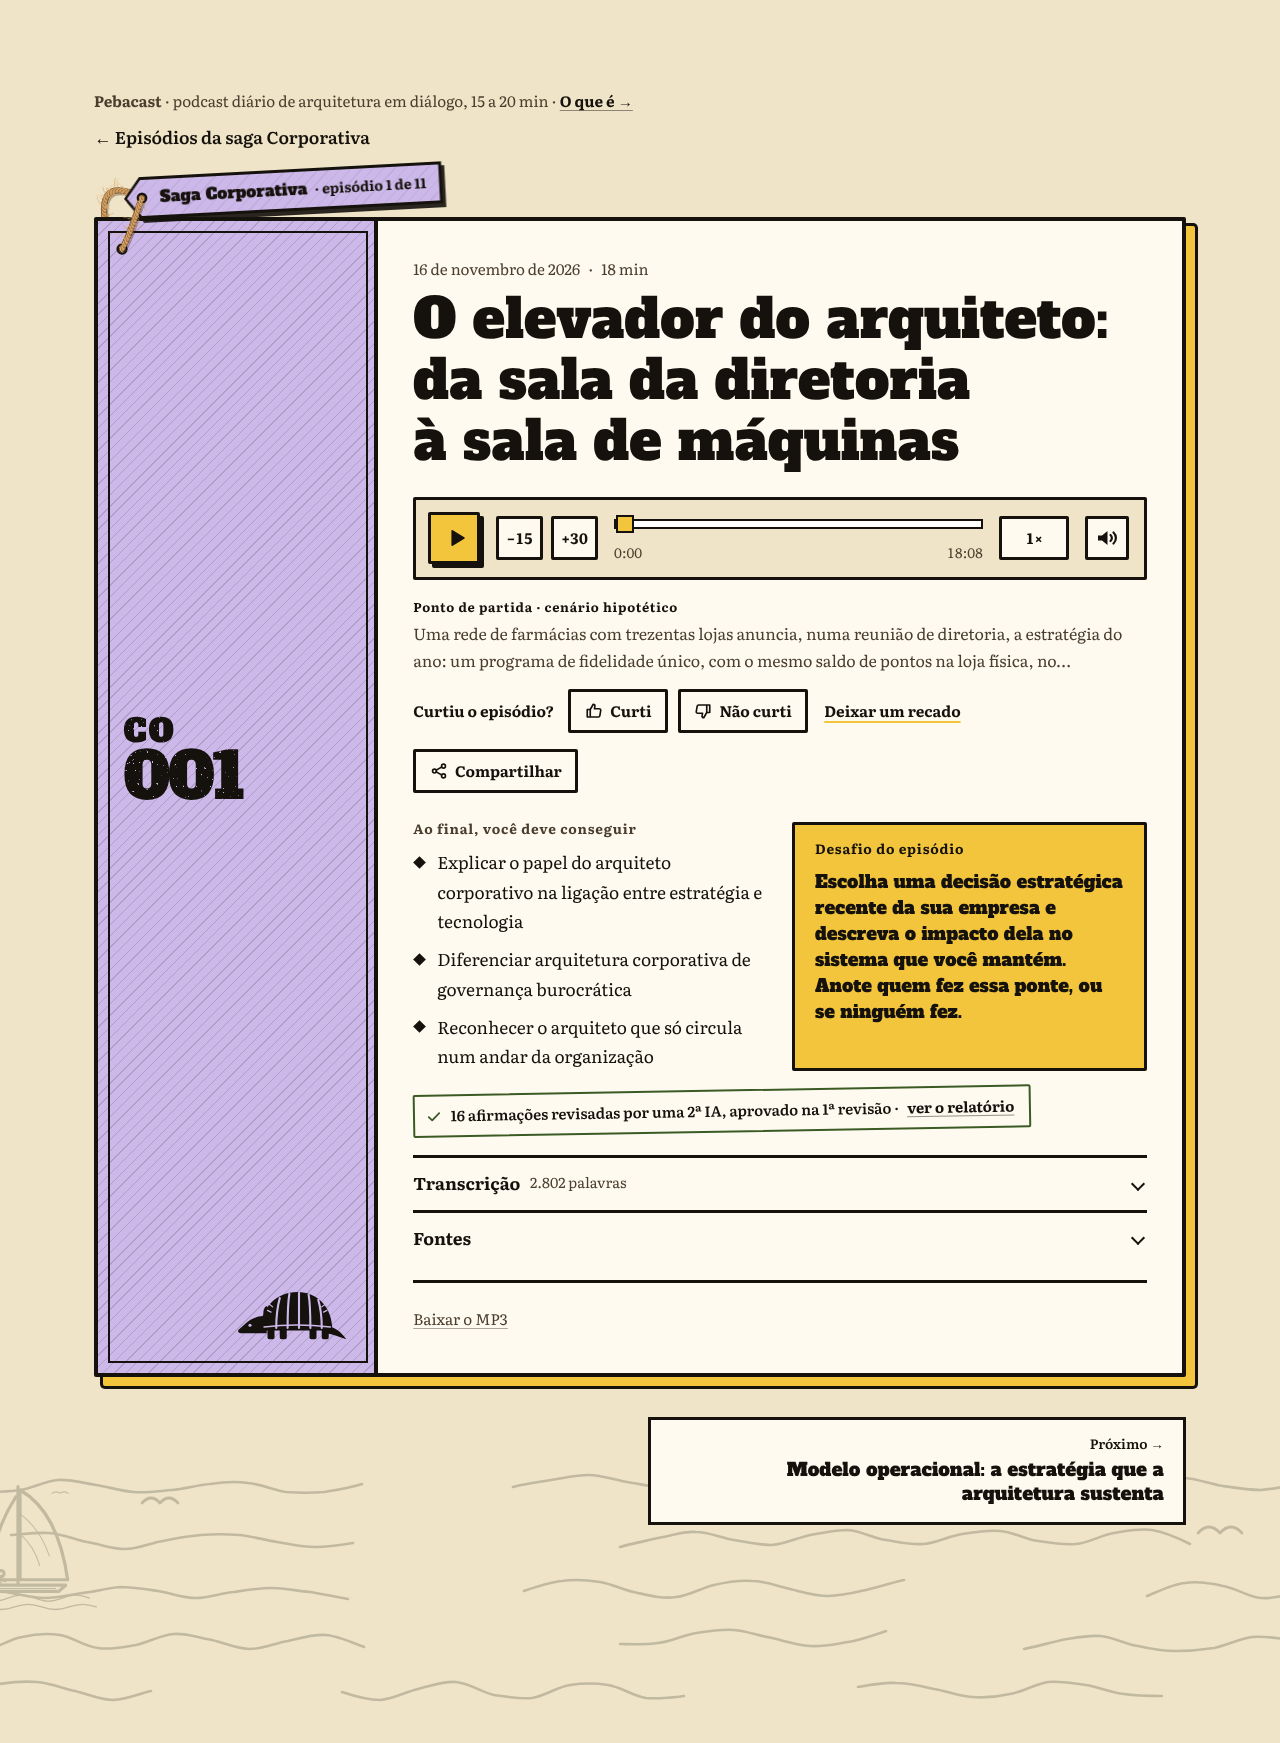 Pebacast · podcast diário de arquitetura em diálogo, 15 a 20 min · O que é →
← Episódios da saga Corporativa
Saga Corporativa · episódio 1 de 11
co
001
16 de novembro de 2026 · 18 min
O elevador do arquiteto:
da sala da diretoria
à sala de máquinas
−15
+30
0:00
18:08
1×
Ponto de partida · cenário hipotético
Uma rede de farmácias com trezentas lojas anuncia, numa reunião de diretoria, a estratégia do
ano: um programa de fidelidade único, com o mesmo saldo de pontos na loja física, no...
Curtiu o episódio?
Curti
Não curti
Deixar um recado
Compartilhar
Ao final, você deve conseguir
Explicar o papel do arquiteto
corporativo na ligação entre estratégia e
tecnologia
Diferenciar arquitetura corporativa de
governança burocrática
Reconhecer o arquiteto que só circula
num andar da organização
Desafio do episódio
Escolha uma decisão estratégica
recente da sua empresa e
descreva o impacto dela no
sistema que você mantém.
Anote quem fez essa ponte, ou
se ninguém fez.
16 afirmações revisadas por uma 2ª IA, aprovado na 1ª revisão · ver o relatório
Transcrição 2.802 palavras
Fontes
Baixar o MP3
Próximo →
Modelo operacional: a estratégia que a
arquitetura sustenta